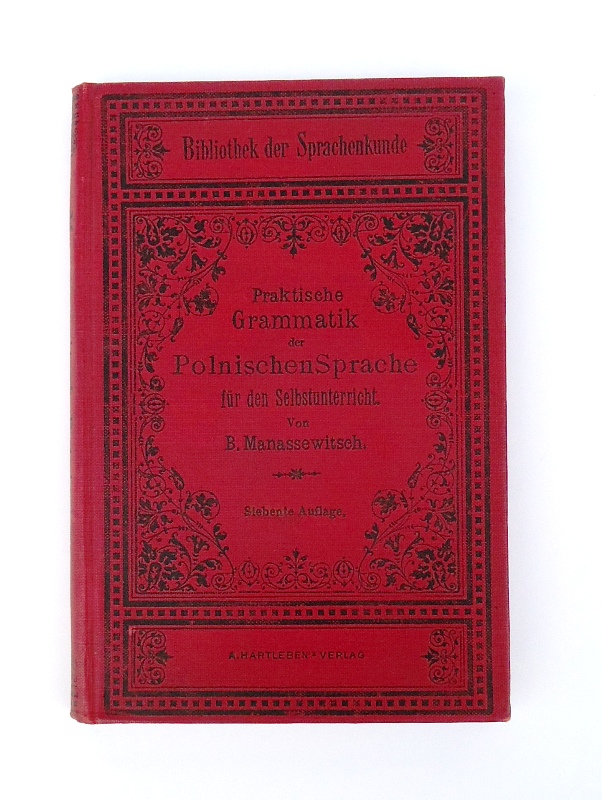 Bibliothek der Sprachenkunde
Praktische
Grammatik
der
Polnischen Sprache
für den Selbstunterricht.
Von
B. Manassewitsch.
Siebente Auflage.
A. HARTLEBEN'S VERLAG